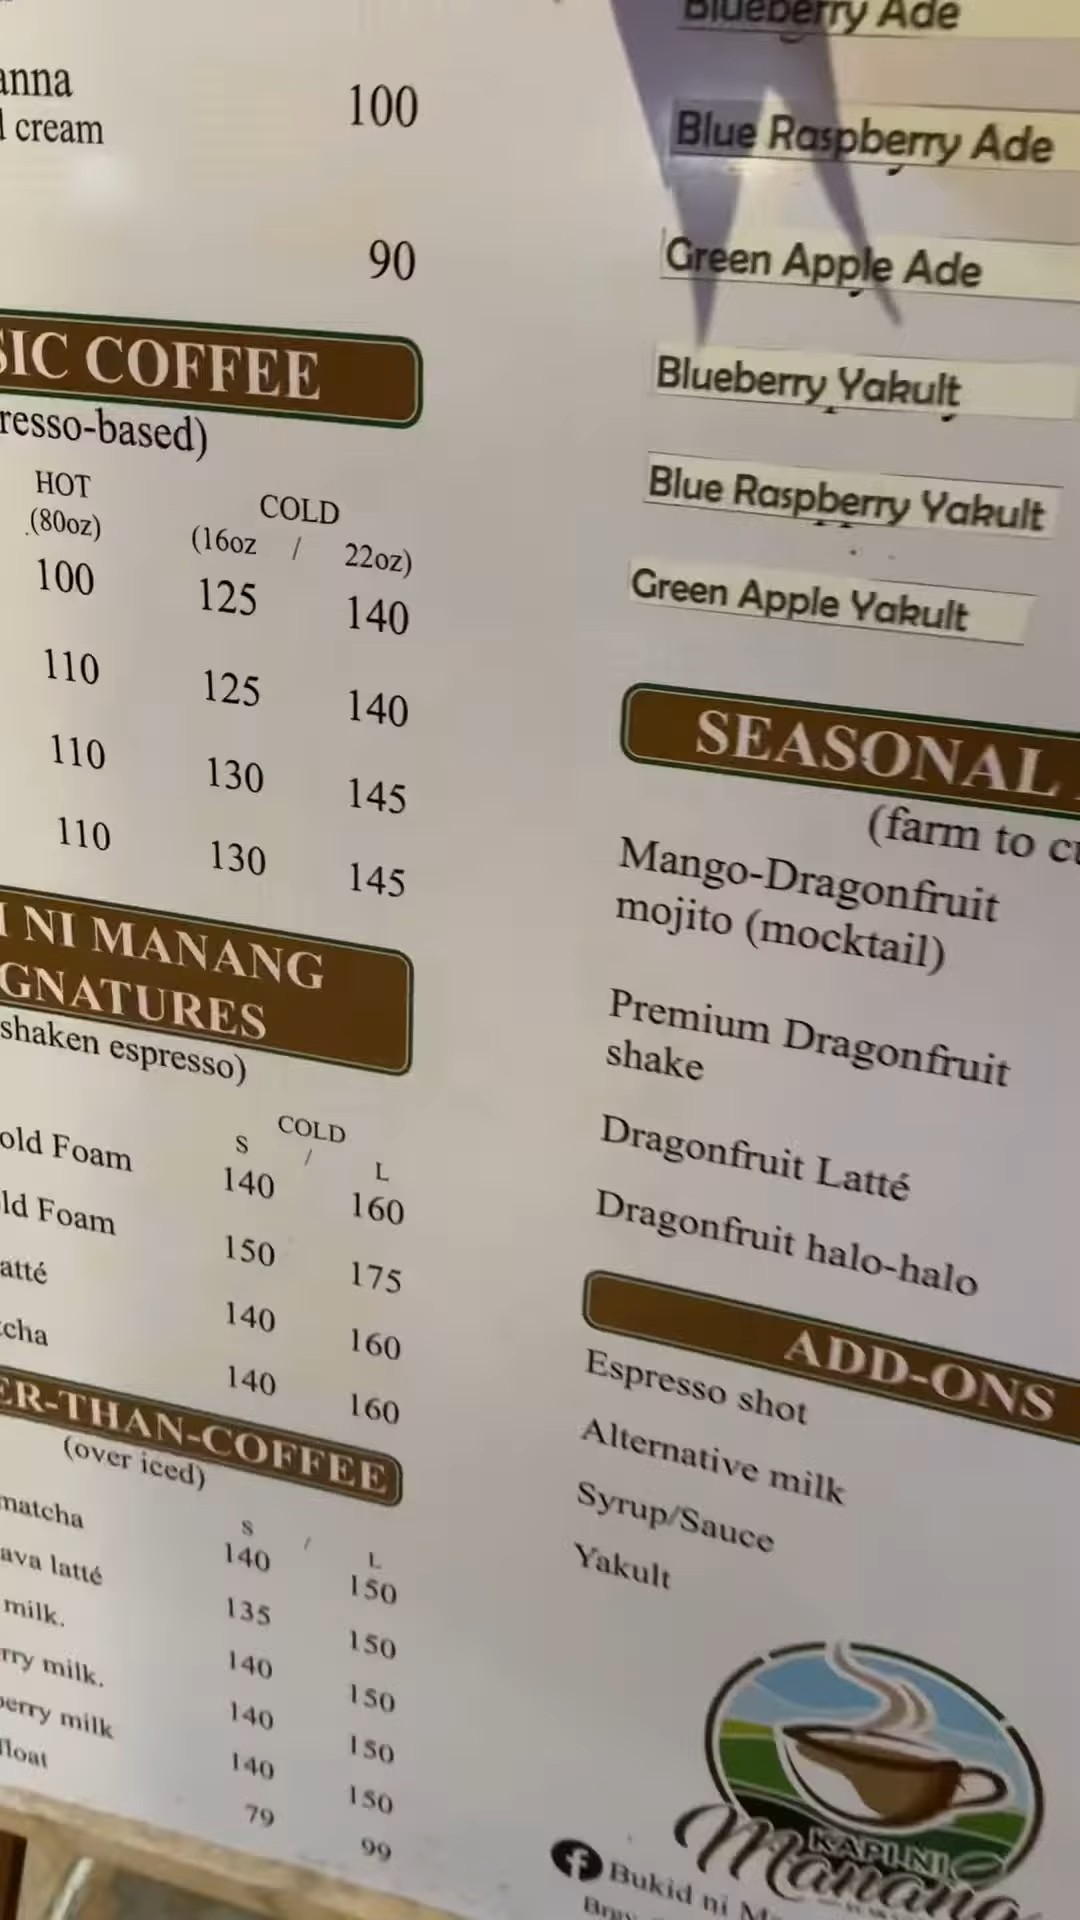 anna
cream
100
90
SIC COFFEE
resso-based)
HOT
COLD
(80oz)
(16oz / 22oz)
100 125 140
110 125 140
110 130 145
110 130 145
I NI MANANG
GNATURES
shaken espresso)
COLD
S / L
old Foam 140 160
ld Foam 150 175
atté 140 160
cha 140 160
ER-THAN-COFFEE
(over iced)
S / L
matcha 140 150
ava latté 135 150
milk. 140 150
rry milk. 140 150
berry milk 140 150
float 79 99
Blueberry Ade
Blue Raspberry Ade
Green Apple Ade
Blueberry Yakult
Blue Raspberry Yakult
Green Apple Yakult
SEASONAL
(farm to cu
Mango-Dragonfruit
mojito (mocktail)
Premium Dragonfruit
shake
Dragonfruit Latté
Dragonfruit halo-halo
ADD-ONS
Espresso shot
Alternative milk
Syrup/Sauce
Yakult
KAPI NI
Manang
f Bukid ni M